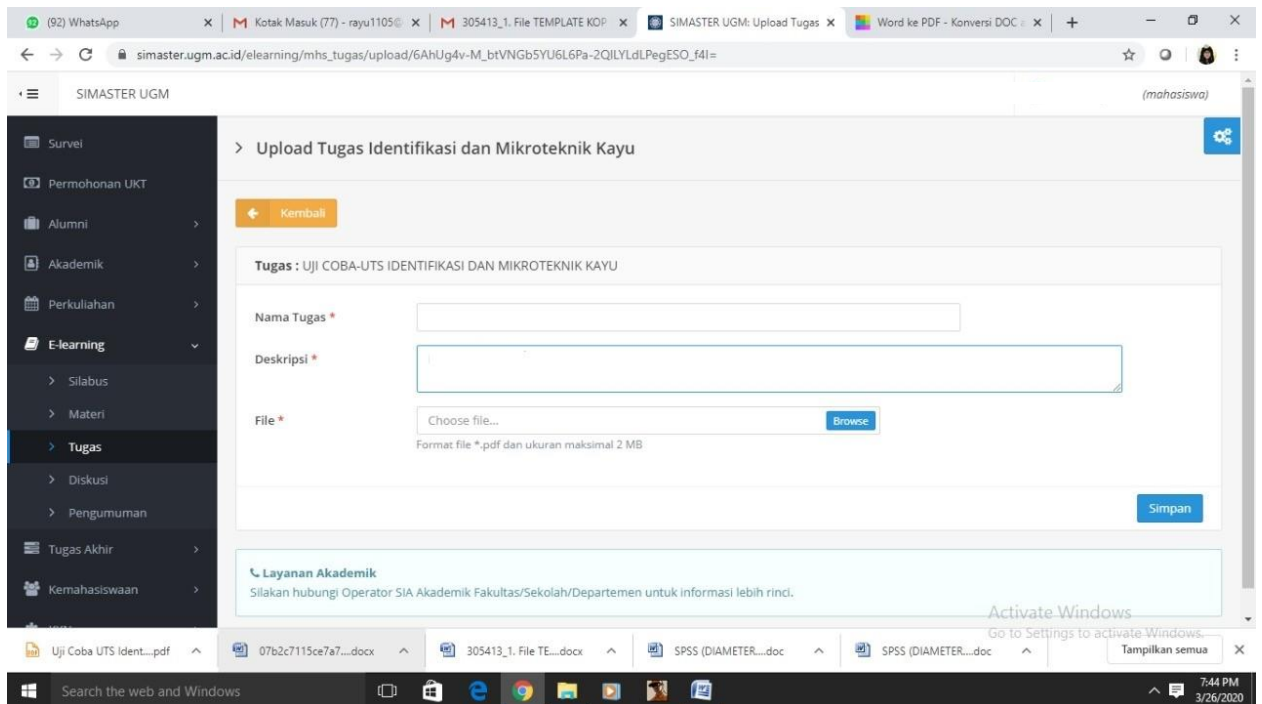 (92) WhatsApp
Kotak Masuk (77) - rayu1105@
305413_1. File TEMPLATE KOP
SIMASTER UGM: Upload Tugas
Word ke PDF - Konversi DOC
simaster.ugm.ac.id/elearning/mhs_tugas/upload/6AhUg4v-M_btVNGb5YU6L6Pa-2QILYLdLPegESO_f4I=
SIMASTER UGM
(mahasiswa)
Survei
Permohonan UKT
Alumni
Akademik
Perkuliahan
E-learning
Silabus
Materi
Tugas
Diskusi
Pengumuman
Tugas Akhir
Kemahasiswaan
> Upload Tugas Identifikasi dan Mikroteknik Kayu
Kembali
Tugas : UJI COBA-UTS IDENTIFIKASI DAN MIKROTEKNIK KAYU
Nama Tugas *
Deskripsi *
File *
Choose file...
Browse
Format file *.pdf dan ukuran maksimal 2 MB
Simpan
Layanan Akademik
Silakan hubungi Operator SIA Akademik Fakultas/Sekolah/Departemen untuk informasi lebih rinci.
Activate Windows
Go to Settings to activate Windows.
Uji Coba UTS Ident....pdf
07b2c7115ce7a7....docx
305413_1. File TE....docx
SPSS (DIAMETER....doc
SPSS (DIAMETER....doc
Tampilkan semua
Search the web and Windows
7:44 PM
3/26/2020